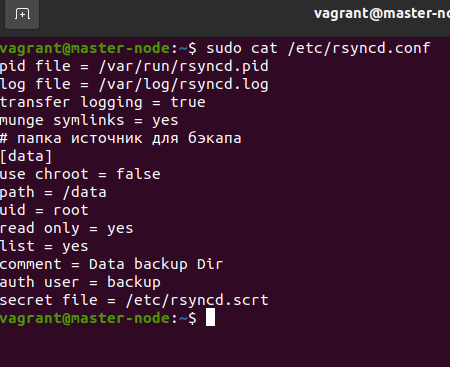 vagrant@master-no
vagrant@master-node:~$ sudo cat /etc/rsyncd.conf
pid file = /var/run/rsyncd.pid
log file = /var/log/rsyncd.log
transfer logging = true
munge symlinks = yes
# папка источник для бэкапа
[data]
use chroot = false
path = /data
uid = root
read only = yes
list = yes
comment = Data backup Dir
auth user = backup
secret file = /etc/rsyncd.scrt
vagrant@master-node:~$